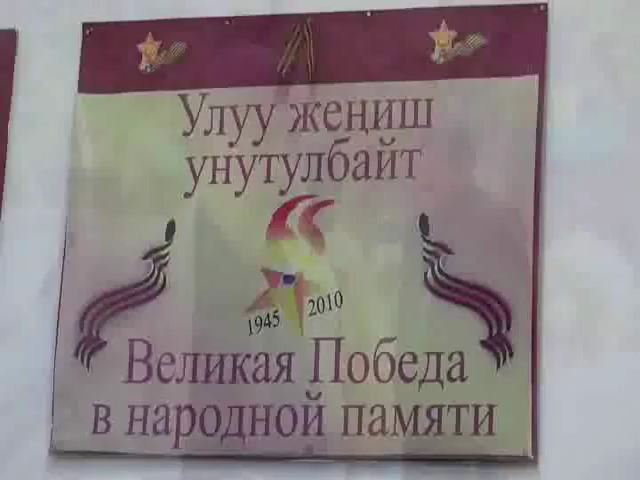 Улуу жеңиш
унутулбайт
1945 2010
Великая Победа
в народной памяти